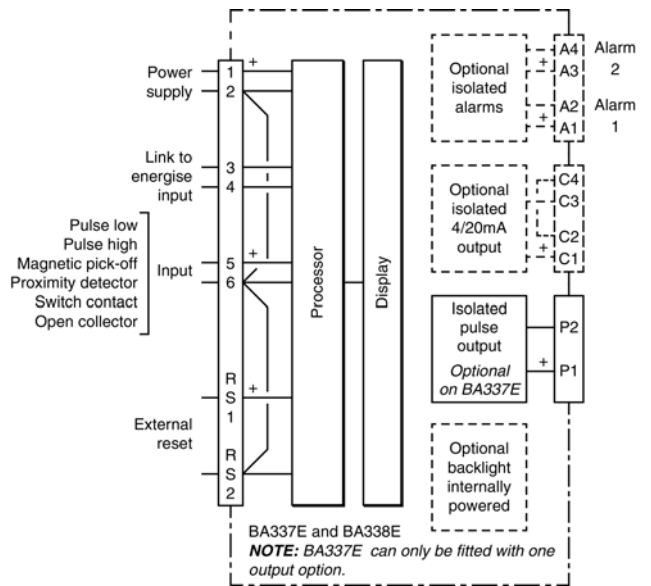 Power
supply
+
1
2
Link to
energise
input
3
4
Pulse low
Pulse high
Magnetic pick-off
Proximity detector
Switch contact
Open collector
Input
+
5
6
External
reset
R
S
1
+
R
S
2
Processor
Display
Optional
isolated
alarms
+
+
A4
A3
A2
A1
Alarm
2
Alarm
1
Optional
isolated
4/20mA
output
+
C4
C3
C2
C1
Isolated
pulse
output
Optional
on BA337E
+
P2
P1
Optional
backlight
internally
powered
BA337E and BA338E
NOTE: BA337E can only be fitted with one
output option.